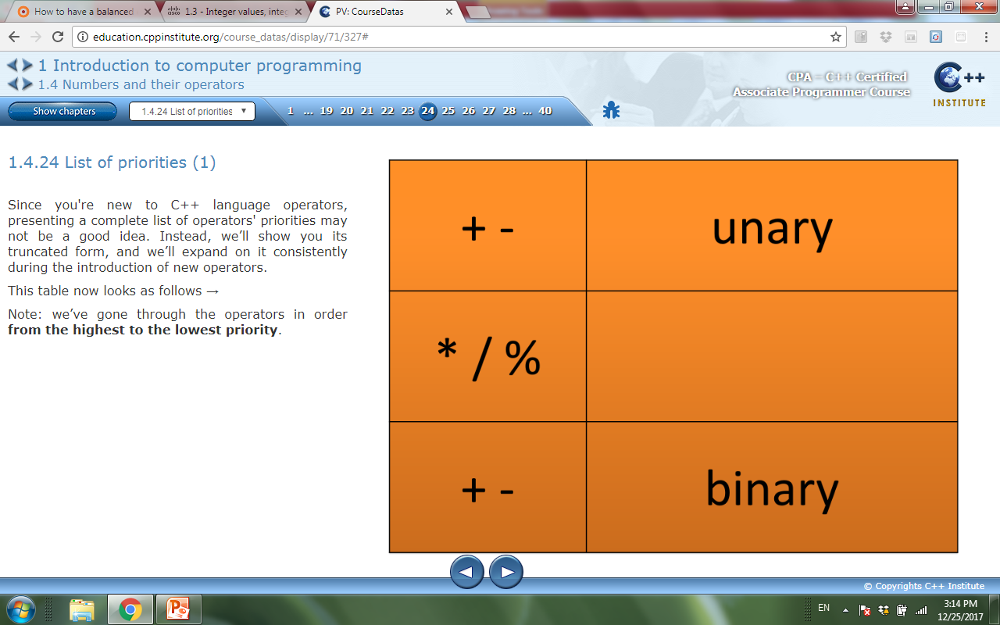 How to have a balanced
1.3 - Integer values, integ
PV: CourseDatas
education.cppinstitute.org/course_datas/display/71/327#
1 Introduction to computer programming
1.4 Numbers and their operators
CPA – C++ Certified
Associate Programmer Course
C++
INSTITUTE
Show chapters
1.4.24 List of priorities
1 ... 19 20 21 22 23 24 25 26 27 28 ... 40
1.4.24 List of priorities (1)
Since you're new to C++ language operators,
presenting a complete list of operators' priorities may
not be a good idea. Instead, we’ll show you its
truncated form, and we’ll expand on it consistently
during the introduction of new operators.
This table now looks as follows →
Note: we’ve gone through the operators in order
from the highest to the lowest priority.
+ - unary
* / %
+ - binary
© Copyrights C++ Institute
EN
3:14 PM
12/25/2017